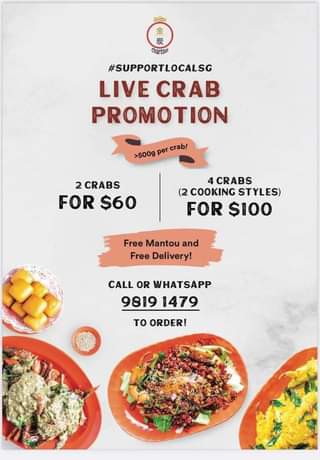 #SUPPORTLOCALSG
LIVE CRAB
PROMOTION
>500g per crab!
2 CRABS
FOR $60
4 CRABS
(2 COOKING STYLES)
FOR $100
Free Mantou and
Free Delivery!
CALL OR WHATSAPP
9819 1479
TO ORDER!